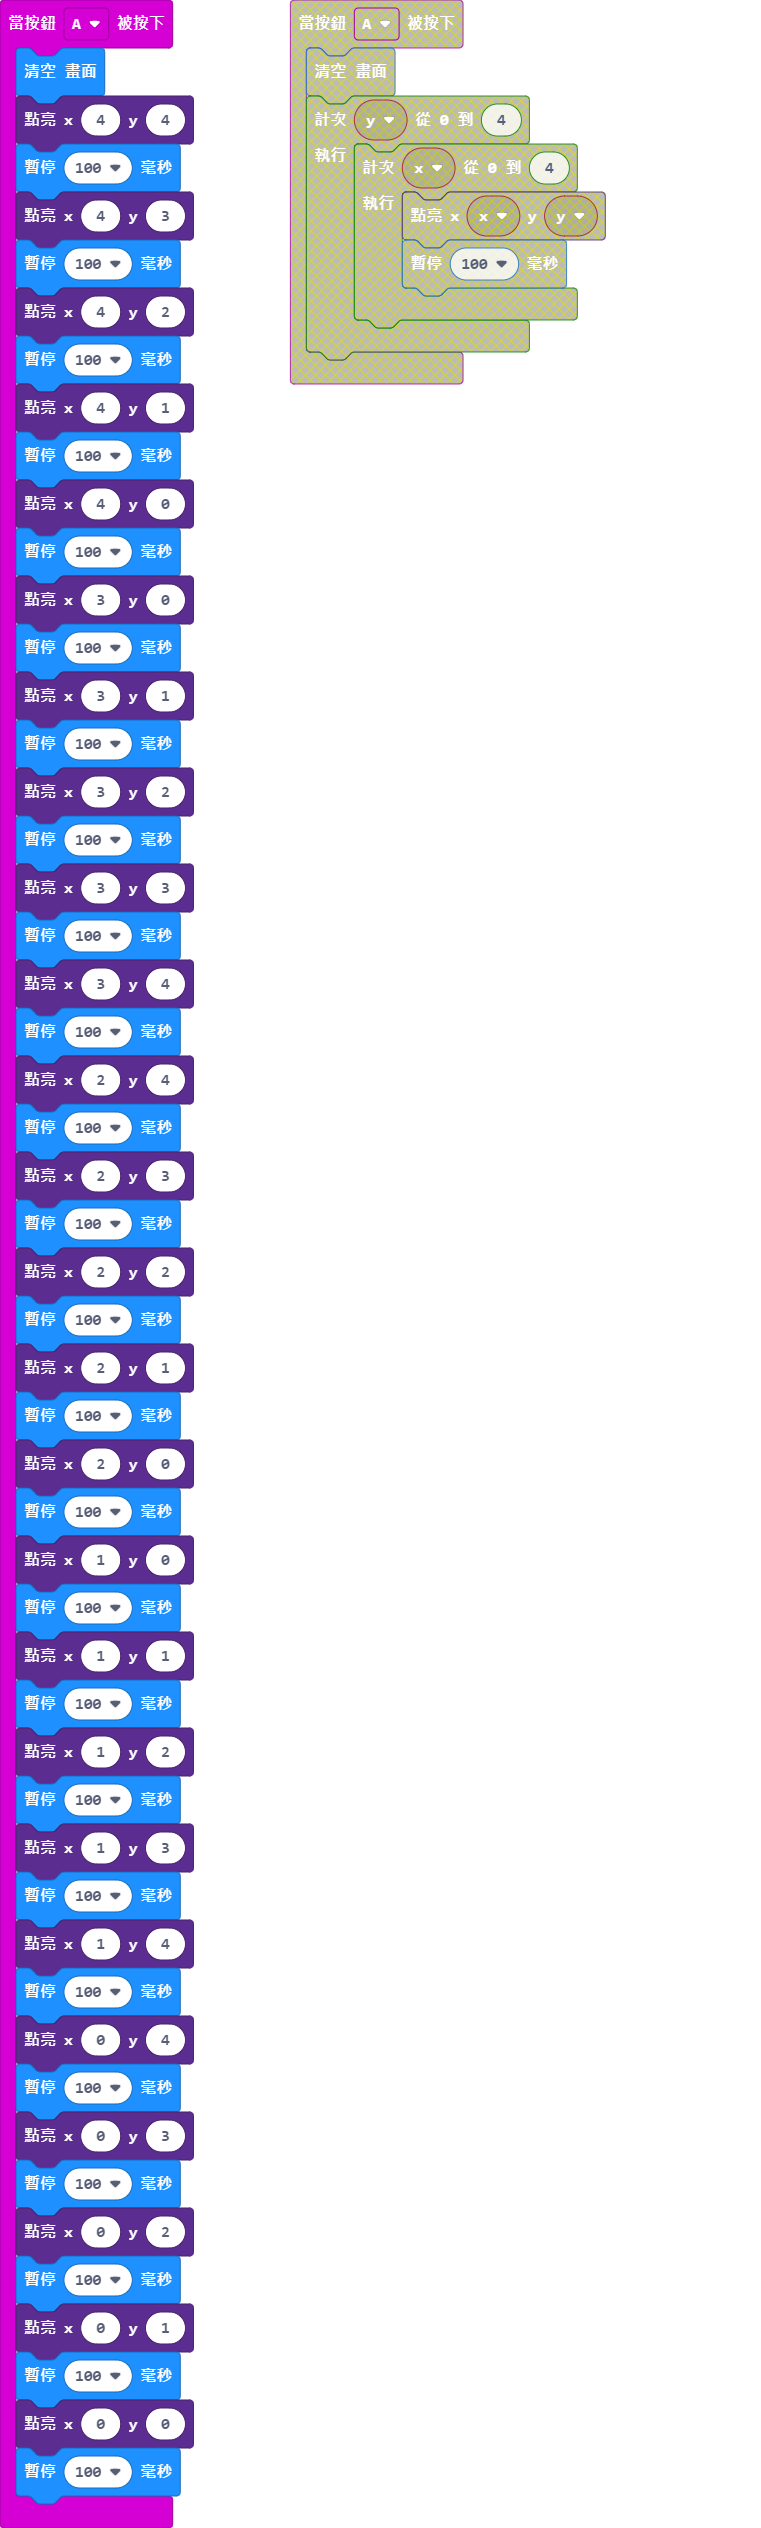 當按鈕 A 被按下
清空 畫面
點亮 x 4 y 4
暫停 100 毫秒
點亮 x 4 y 3
暫停 100 毫秒
點亮 x 4 y 2
暫停 100 毫秒
點亮 x 4 y 1
暫停 100 毫秒
點亮 x 4 y 0
暫停 100 毫秒
點亮 x 3 y 0
暫停 100 毫秒
點亮 x 3 y 1
暫停 100 毫秒
點亮 x 3 y 2
暫停 100 毫秒
點亮 x 3 y 3
暫停 100 毫秒
點亮 x 3 y 4
暫停 100 毫秒
點亮 x 2 y 4
暫停 100 毫秒
點亮 x 2 y 3
暫停 100 毫秒
點亮 x 2 y 2
暫停 100 毫秒
點亮 x 2 y 1
暫停 100 毫秒
點亮 x 2 y 0
暫停 100 毫秒
點亮 x 1 y 0
暫停 100 毫秒
點亮 x 1 y 1
暫停 100 毫秒
點亮 x 1 y 2
暫停 100 毫秒
點亮 x 1 y 3
暫停 100 毫秒
點亮 x 1 y 4
暫停 100 毫秒
點亮 x 0 y 4
暫停 100 毫秒
點亮 x 0 y 3
暫停 100 毫秒
點亮 x 0 y 2
暫停 100 毫秒
點亮 x 0 y 1
暫停 100 毫秒
點亮 x 0 y 0
暫停 100 毫秒
當按鈕 A 被按下
清空 畫面
計次 y 從 0 到 4
執行
計次 x 從 0 到 4
執行
點亮 x x y y
暫停 100 毫秒